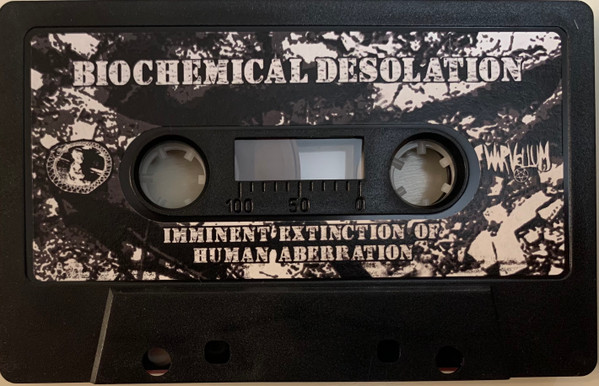 BIOCHEMICAL DESOLATION
100 50 0
IMMINENT EXTINCTION OF
HUMAN ABERRATION